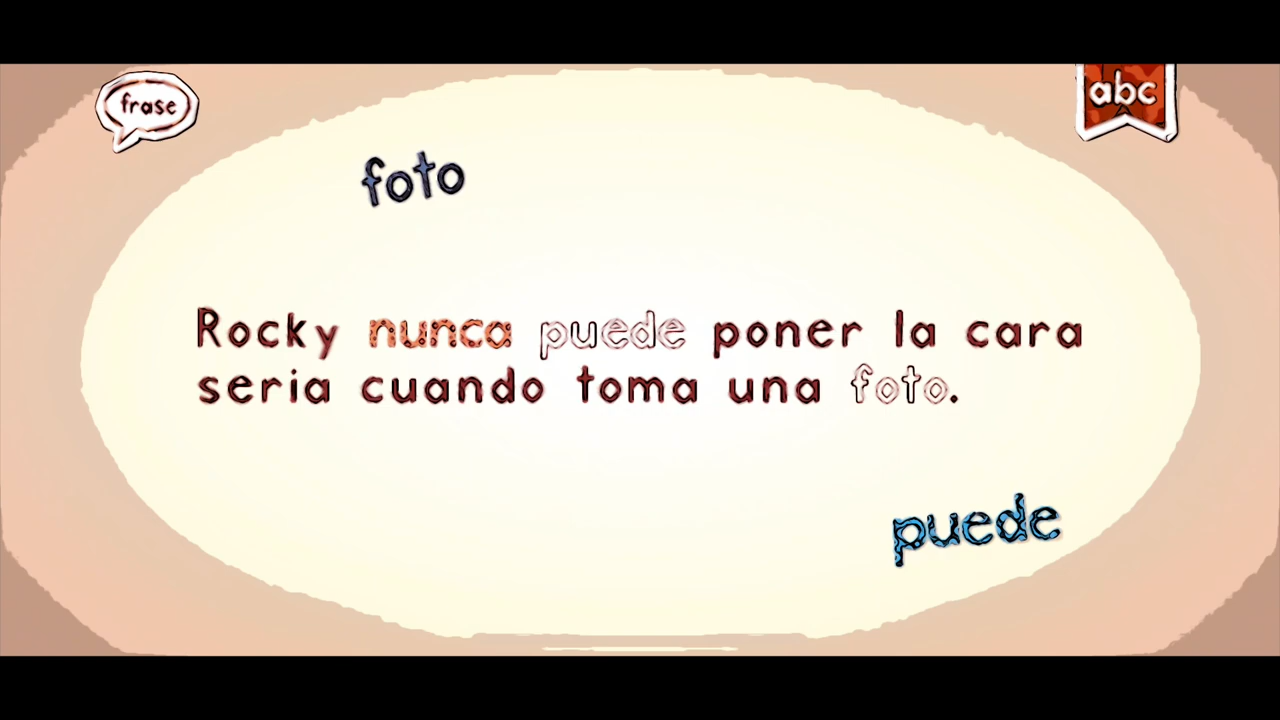 frase
abc
foto
Rocky nunca puede poner la cara
seria cuando toma una foto.
puede